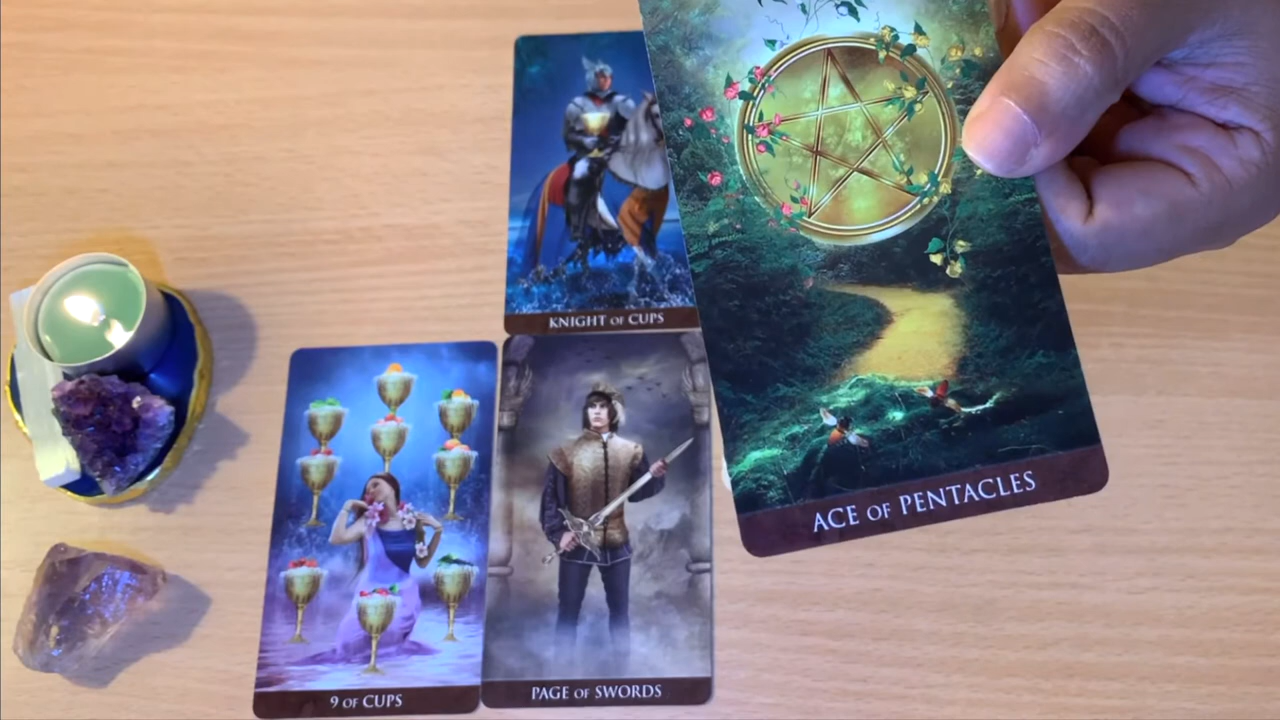 KNIGHT OF CUPS
ACE OF PENTACLES
9 OF CUPS
PAGE OF SWORDS